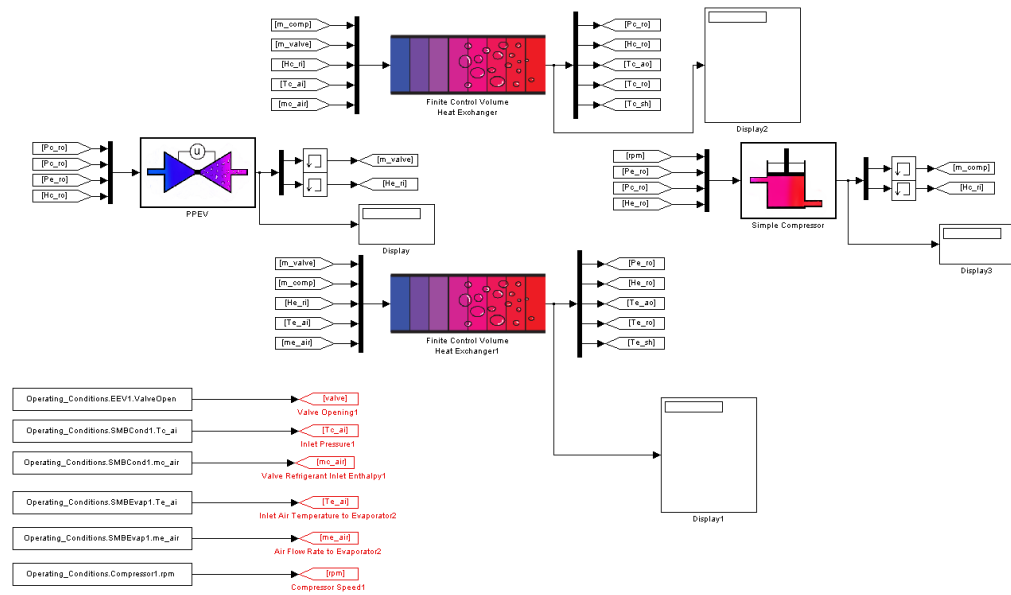 [m_comp]
[m_valve]
[Hc_ri]
[Tc_ai]
[mc_air]
Finite Control Volume
Heat Exchanger
[Pc_ro]
[Hc_ro]
[Tc_ao]
[Tc_ro]
[Tc_sh]
Display2
[Pc_ro]
[Pc_ro]
[Pe_ro]
[Hc_ro]
u
PPEV
[m_valve]
[He_ri]
Display
[rpm]
[Pe_ro]
[Pc_ro]
[He_ro]
Simple Compressor
[m_comp]
[Hc_ri]
Display3
[m_valve]
[m_comp]
[He_ri]
[Te_ai]
[me_air]
Finite Control Volume
Heat Exchanger1
[Pe_ro]
[He_ro]
[Te_ao]
[Te_ro]
[Te_sh]
Display1
Operating_Conditions.EEV1.ValveOpen
[valve]
Valve Opening1
Operating_Conditions.SMBCond1.Tc_ai
[Tc_ai]
Inlet Pressure1
Operating_Conditions.SMBCond1.mc_air
[mc_air]
Valve Refrigerant Inlet Enthalpy1
Operating_Conditions.SMBEvap1.Te_ai
[Te_ai]
Inlet Air Temperature to Evaporator2
Operating_Conditions.SMBEvap1.me_air
[me_air]
Air Flow Rate to Evaporator2
Operating_Conditions.Compressor1.rpm
[rpm]
Compressor Speed1